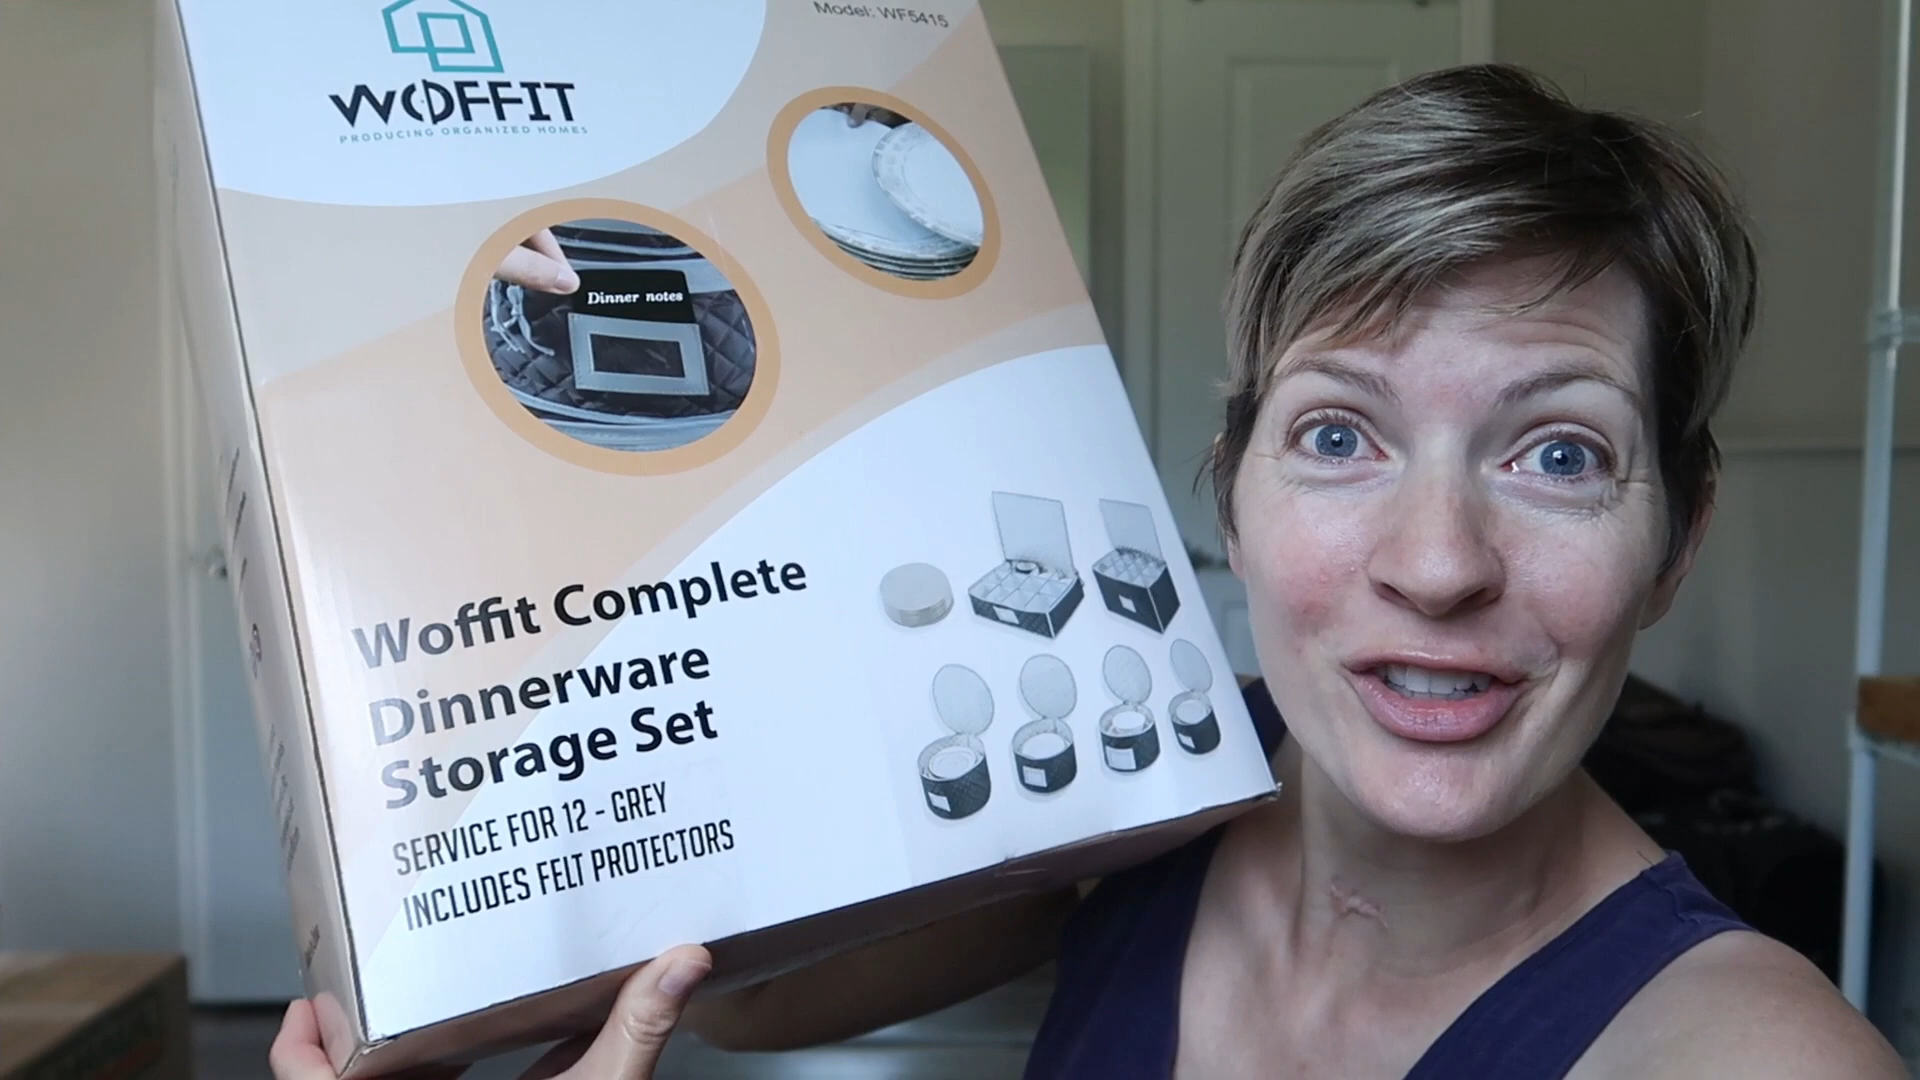 Model: WF5415
WOFFIT
PRODUCING ORGANIZED HOMES
Dinner notes
Woffit Complete
Dinnerware
Storage Set
SERVICE FOR 12 - GREY
INCLUDES FELT PROTECTORS